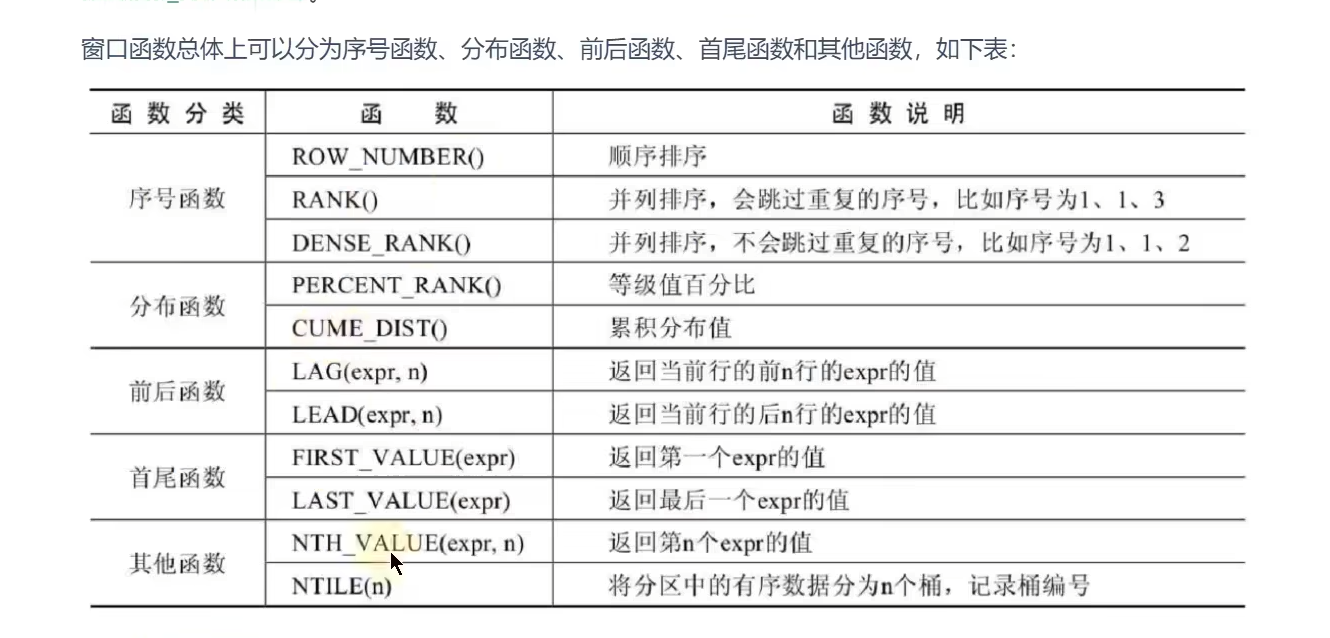 窗口函数总体上可以分为序号函数、分布函数、前后函数、首尾函数和其他函数，如下表：
函数分类 函数 函数说明
序号函数 ROW_NUMBER() 顺序排序
RANK() 并列排序，会跳过重复的序号，比如序号为1、1、3
DENSE_RANK() 并列排序，不会跳过重复的序号，比如序号为1、1、2
分布函数 PERCENT_RANK() 等级值百分比
CUME_DIST() 累积分布值
前后函数 LAG(expr, n) 返回当前行的前n行的expr的值
LEAD(expr, n) 返回当前行的后n行的expr的值
首尾函数 FIRST_VALUE(expr) 返回第一个expr的值
LAST_VALUE(expr) 返回最后一个expr的值
其他函数 NTH_VALUE(expr, n) 返回第n个expr的值
NTILE(n) 将分区中的有序数据分为n个桶，记录桶编号